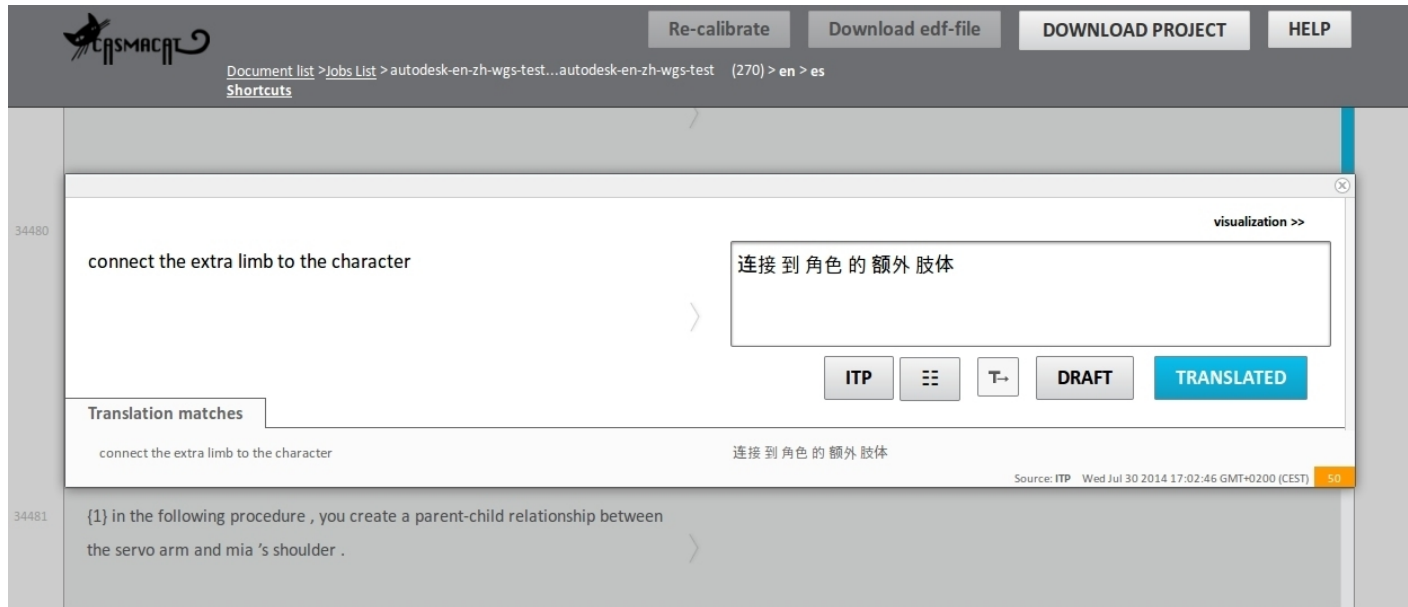 CASMACAT
Re-calibrate
Download edf-file
DOWNLOAD PROJECT
HELP
Document list >Jobs List > autodesk-en-zh-wgs-test...autodesk-en-zh-wgs-test (270) > en > es
Shortcuts
34480
visualization >>
connect the extra limb to the character
连接 到 角色 的 额外 肢体
ITP
T→
DRAFT
TRANSLATED
Translation matches
connect the extra limb to the character
连接 到 角色 的 额外 肢体
Source: ITP Wed Jul 30 2014 17:02:46 GMT+0200 (CEST) 50
34481
{1} in the following procedure , you create a parent-child relationship between
the servo arm and mia 's shoulder .